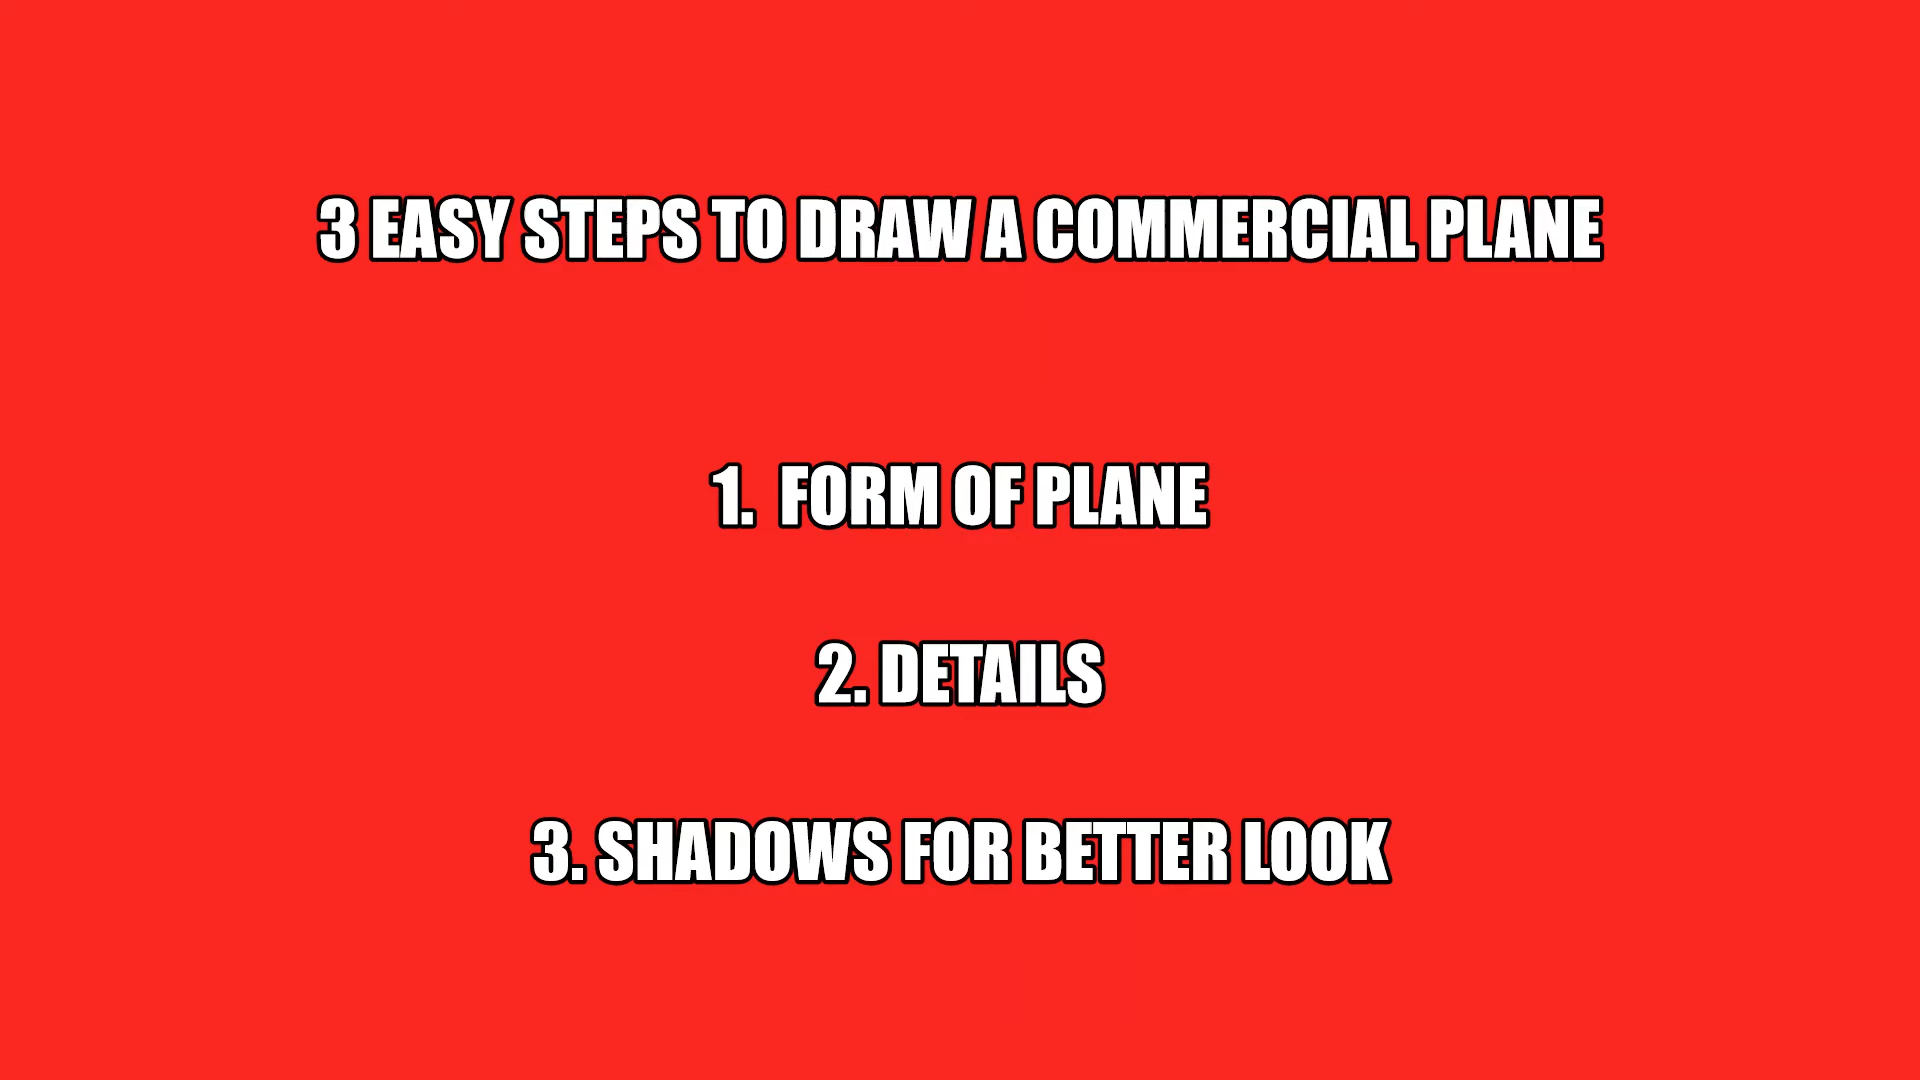 3 EASY STEPS TO DRAW A COMMERCIAL PLANE
1. FORM OF PLANE
2. DETAILS
3. SHADOWS FOR BETTER LOOK